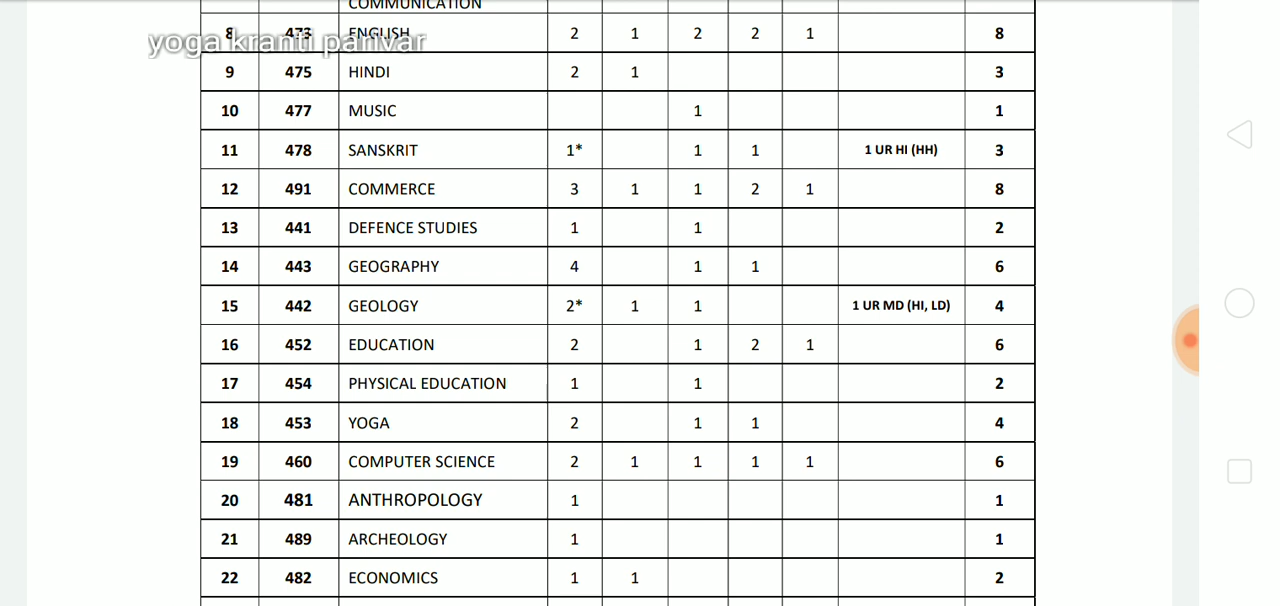 COMMUNICATION
8 473 ENGLISH 2 1 2 2 1 8
yoga kranti parivar
9 475 HINDI 2 1 3
10 477 MUSIC 1 1
11 478 SANSKRIT 1* 1 1 1 UR HI (HH) 3
12 491 COMMERCE 3 1 1 2 1 8
13 441 DEFENCE STUDIES 1 1 2
14 443 GEOGRAPHY 4 1 1 6
15 442 GEOLOGY 2* 1 1 1 UR MD (HI, LD) 4
16 452 EDUCATION 2 1 2 1 6
17 454 PHYSICAL EDUCATION 1 1 2
18 453 YOGA 2 1 1 4
19 460 COMPUTER SCIENCE 2 1 1 1 1 6
20 481 ANTHROPOLOGY 1 1
21 489 ARCHEOLOGY 1 1
22 482 ECONOMICS 1 1 2